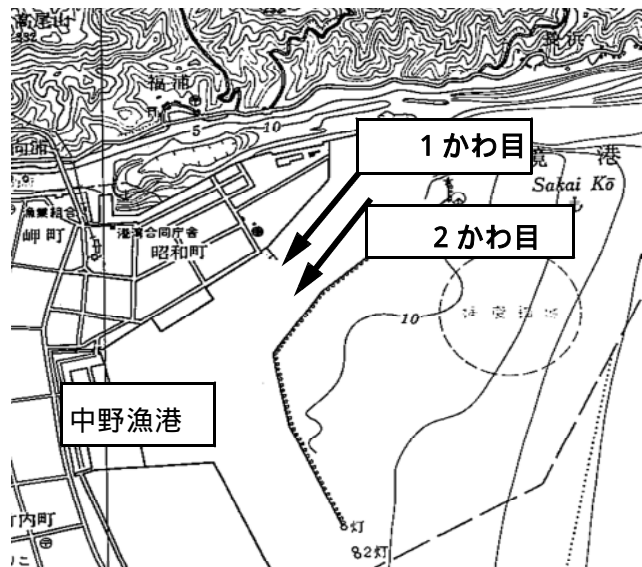 高尾山
332
福浦
5
10
1かわ目
境 港
Sakai Kō
2かわ目
漁業組合
岬町
港湾合同庁舎
昭和町
10
中野漁港
灯
82灯
町内町